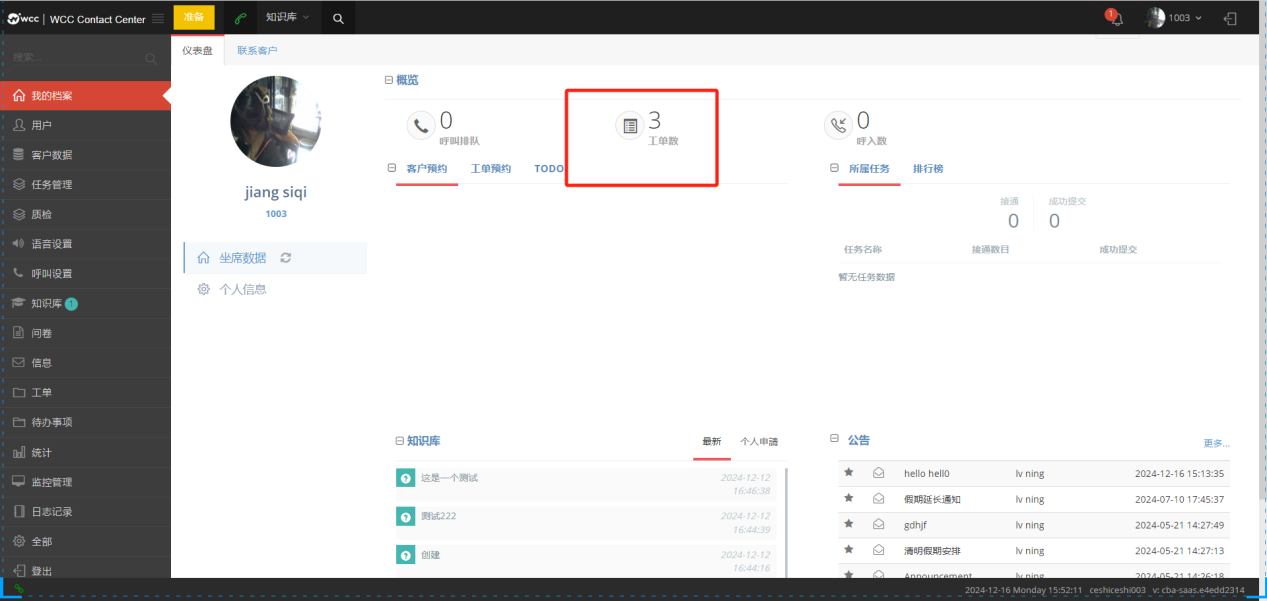 wcc | WCC Contact Center
准备
知识库
1
1003
搜索...
仪表盘
联系客户
我的档案
用户
客户数据
任务管理
质检
语音设置
呼叫设置
知识库 1
问卷
信息
工单
待办事项
统计
监控管理
日志记录
全部
登出
jiang siqi
1003
坐席数据
个人信息
概览
0
呼叫排队
3
工单数
0
呼入数
客户预约 工单预约 TODO
所属任务 排行榜
接通 成功提交
0 0
任务名称 接通数目 成功提交
暂无任务数据
知识库 最新 个人申请
这是一个测试 2024-12-12
16:46:38
测试222 2024-12-12
16:44:39
创建 2024-12-12
16:44:16
公告 更多...
hello hell0 lv ning 2024-12-16 15:13:35
假期延长通知 lv ning 2024-07-10 17:45:37
gdhjf lv ning 2024-05-21 14:27:49
清明假期安排 lv ning 2024-05-21 14:27:13
Announcement lv ning 2024-05-21 14:26:18
2024-12-16 Monday 15:52:11 ceshiceshi003 v: cba-saas.e4edd2314